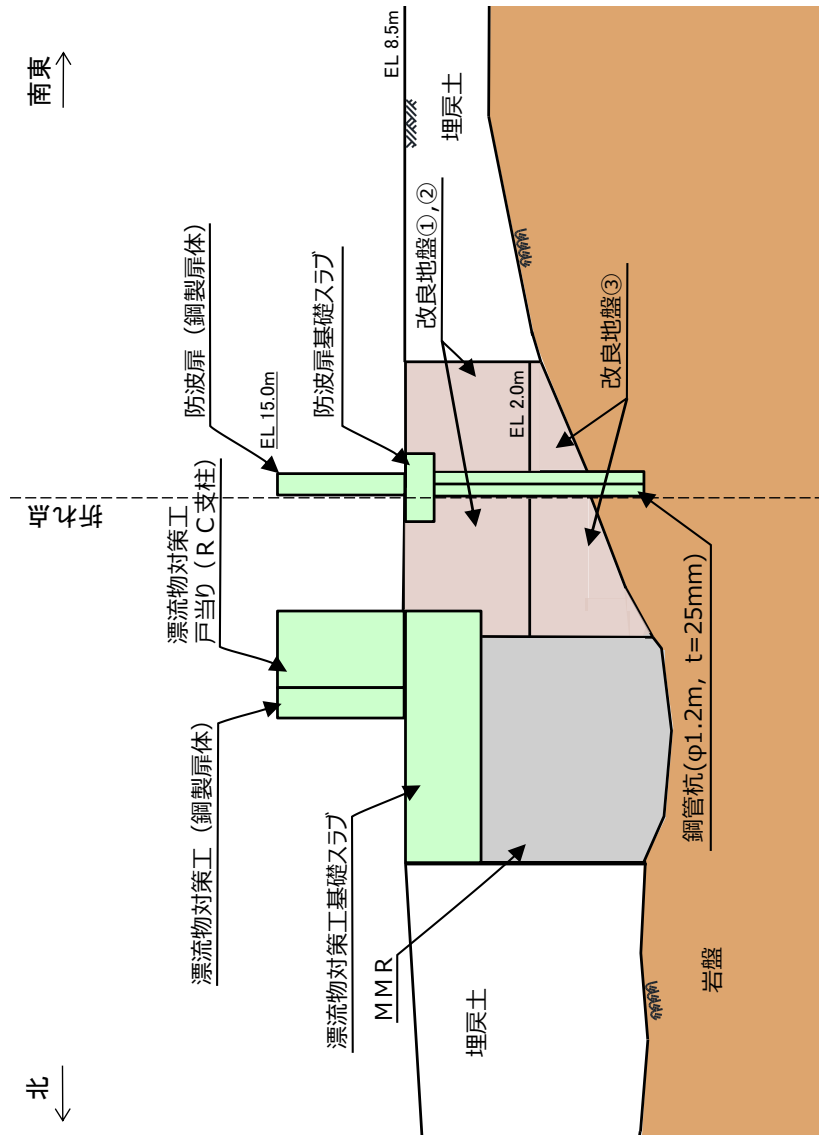 北
南東
折れ点
漂流物対策工（鋼製扉体）
漂流物対策工
戸当り（ＲＣ支柱）
防波扉（鋼製扉体）
EL 15.0m
漂流物対策工基礎スラブ
防波扉基礎スラブ
EL 8.5m
ＭＭＲ
改良地盤①,②
埋戻土
埋戻土
EL 2.0m
改良地盤③
鋼管杭(φ1.2m, t=25mm)
岩盤